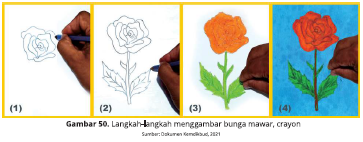 (1)
(2)
(3)
(4)
Gambar 50. Langkah-langkah menggambar bunga mawar, crayon
Sumber: Dokumen Kemdikbud, 2021